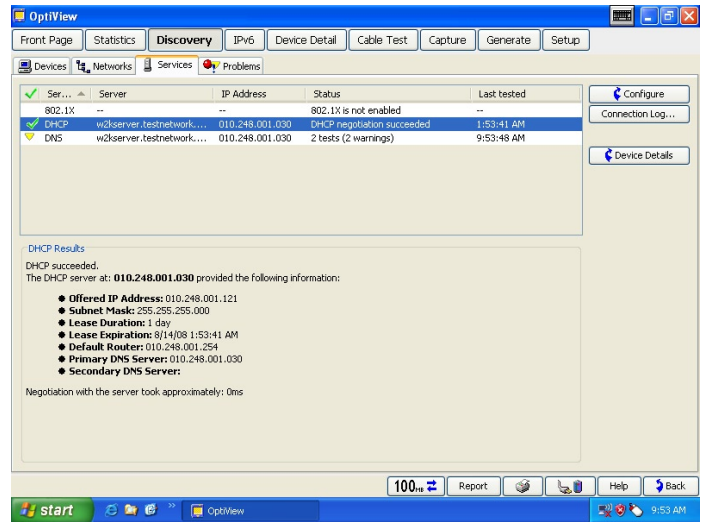 OptiView
Front Page Statistics Discovery IPv6 Device Detail Cable Test Capture Generate Setup
Devices Networks Services Problems
Ser... Server IP Address Status Last tested
802.1X -- -- 802.1X is not enabled --
DHCP w2kserver.testnetwork.... 010.248.001.030 DHCP negotiation succeeded 1:53:41 AM
DNS w2kserver.testnetwork.... 010.248.001.030 2 tests (2 warnings) 9:53:48 AM
Configure
Connection Log...
Device Details
DHCP Results
DHCP succeeded.
The DHCP server at: 010.248.001.030 provided the following information:
Offered IP Address: 010.248.001.121
Subnet Mask: 255.255.255.000
Lease Duration: 1 day
Lease Expiration: 8/14/08 1:53:41 AM
Default Router: 010.248.001.254
Primary DNS Server: 010.248.001.030
Secondary DNS Server:
Negotiation with the server took approximately: 0ms
100 MB Report Help Back
start OptiView 9:53 AM